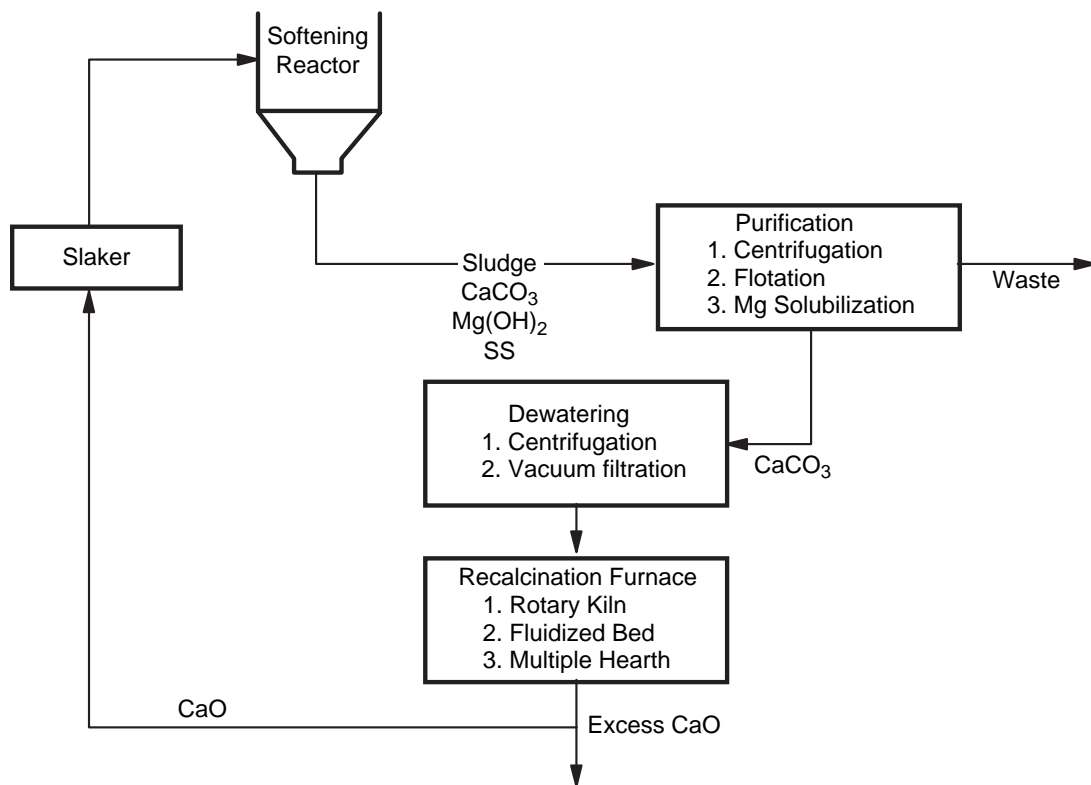 Softening
Reactor
Slaker
Sludge
CaCO₃
Mg(OH)₂
SS
Purification
1. Centrifugation
2. Flotation
3. Mg Solubilization
Waste
CaCO₃
Dewatering
1. Centrifugation
2. Vacuum filtration
Recalcination Furnace
1. Rotary Kiln
2. Fluidized Bed
3. Multiple Hearth
CaO
Excess CaO